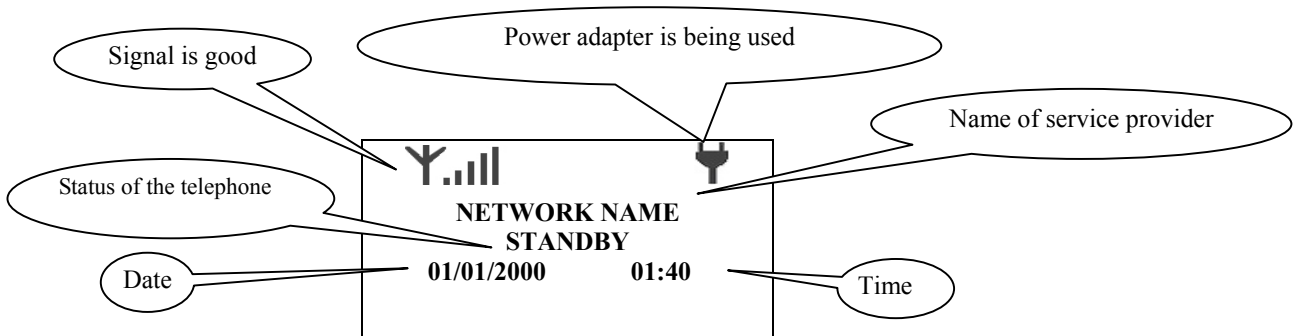 Power adapter is being used
Signal is good
Name of service provider
Status of the telephone
NETWORK NAME
STANDBY
01/01/2000 01:40
Date
Time